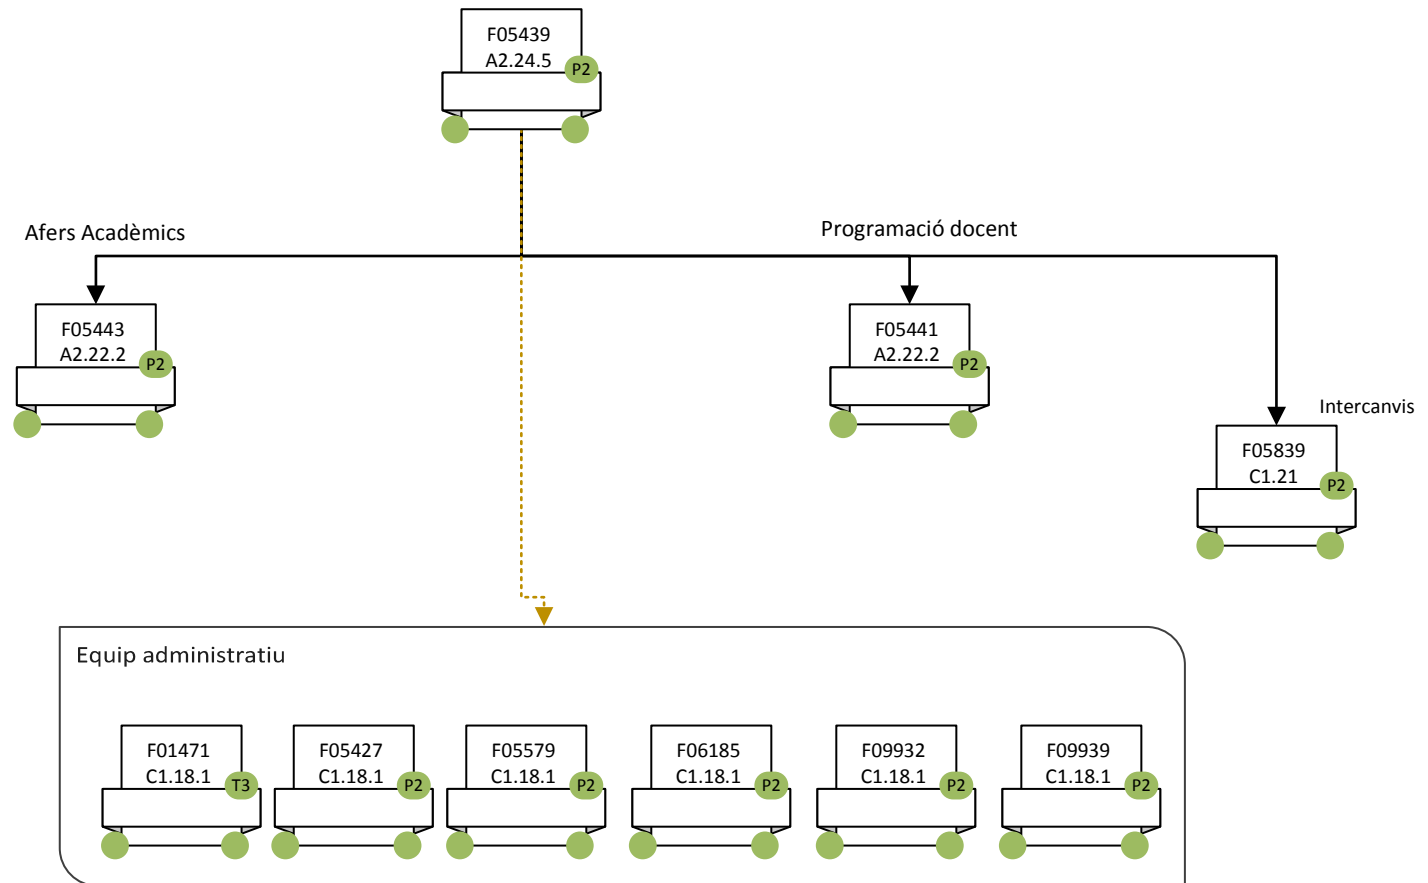 F05439
A2.24.5
P2
Afers Acadèmics
Programació docent
F05443
A2.22.2
P2
F05441
A2.22.2
P2
Intercanvis
F05839
C1.21
P2
Equip administratiu
F01471
C1.18.1
T3
F05427
C1.18.1
P2
F05579
C1.18.1
P2
F06185
C1.18.1
P2
F09932
C1.18.1
P2
F09939
C1.18.1
P2